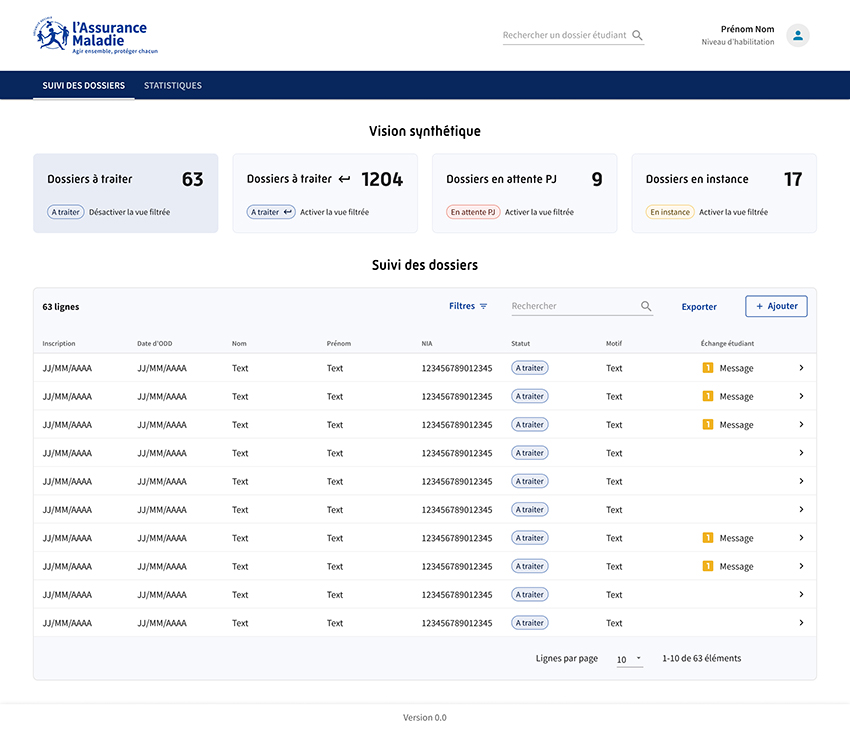 l'Assurance
Maladie
Agir ensemble, protéger chacun
Rechercher un dossier étudiant
Prénom Nom
Niveau d'habilitation
SUIVI DES DOSSIERS STATISTIQUES
Vision synthétique
Dossiers à traiter 63
A traiter Désactiver la vue filtrée
Dossiers à traiter ↩ 1204
A traiter ↩ Activer la vue filtrée
Dossiers en attente PJ 9
En attente PJ Activer la vue filtrée
Dossiers en instance 17
En instance Activer la vue filtrée
Suivi des dossiers
63 lignes Filtres Rechercher Exporter + Ajouter
Inscription Date d'ODD Nom Prénom NIA Statut Motif Échange étudiant
JJ/MM/AAAA JJ/MM/AAAA Text Text 123456789012345 A traiter Text 1 Message
JJ/MM/AAAA JJ/MM/AAAA Text Text 123456789012345 A traiter Text 1 Message
JJ/MM/AAAA JJ/MM/AAAA Text Text 123456789012345 A traiter Text 1 Message
JJ/MM/AAAA JJ/MM/AAAA Text Text 123456789012345 A traiter Text
JJ/MM/AAAA JJ/MM/AAAA Text Text 123456789012345 A traiter Text
JJ/MM/AAAA JJ/MM/AAAA Text Text 123456789012345 A traiter Text
JJ/MM/AAAA JJ/MM/AAAA Text Text 123456789012345 A traiter Text 1 Message
JJ/MM/AAAA JJ/MM/AAAA Text Text 123456789012345 A traiter Text 1 Message
JJ/MM/AAAA JJ/MM/AAAA Text Text 123456789012345 A traiter Text
JJ/MM/AAAA JJ/MM/AAAA Text Text 123456789012345 A traiter Text
Lignes par page 10 1-10 de 63 éléments
Version 0.0